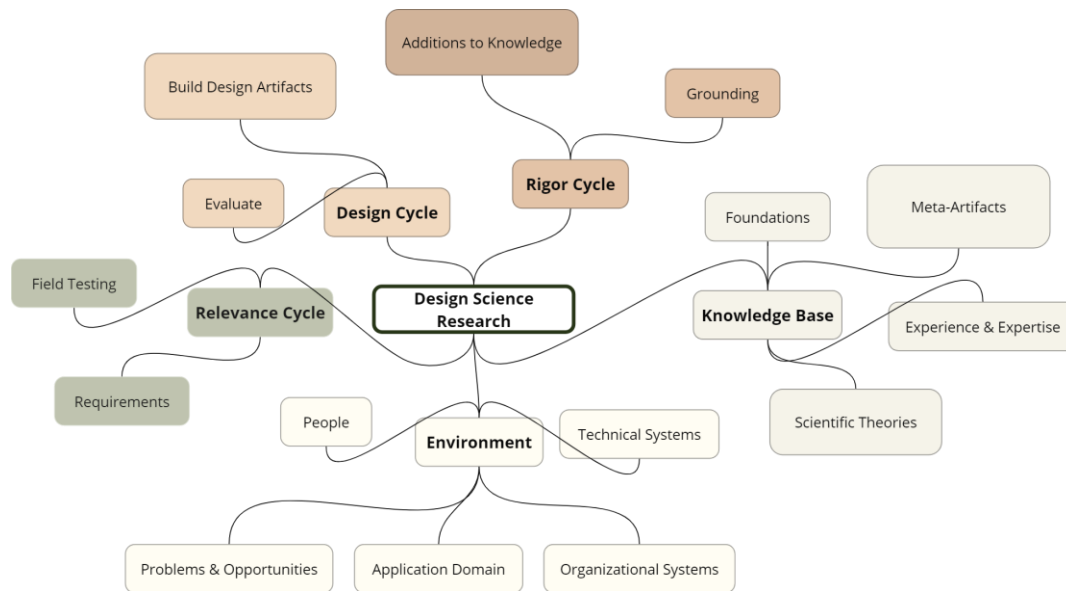 Additions to Knowledge
Build Design Artifacts
Grounding
Rigor Cycle
Evaluate
Design Cycle
Foundations
Meta-Artifacts
Field Testing
Relevance Cycle
Design Science
Research
Knowledge Base
Experience & Expertise
Requirements
People
Environment
Technical Systems
Scientific Theories
Problems & Opportunities
Application Domain
Organizational Systems